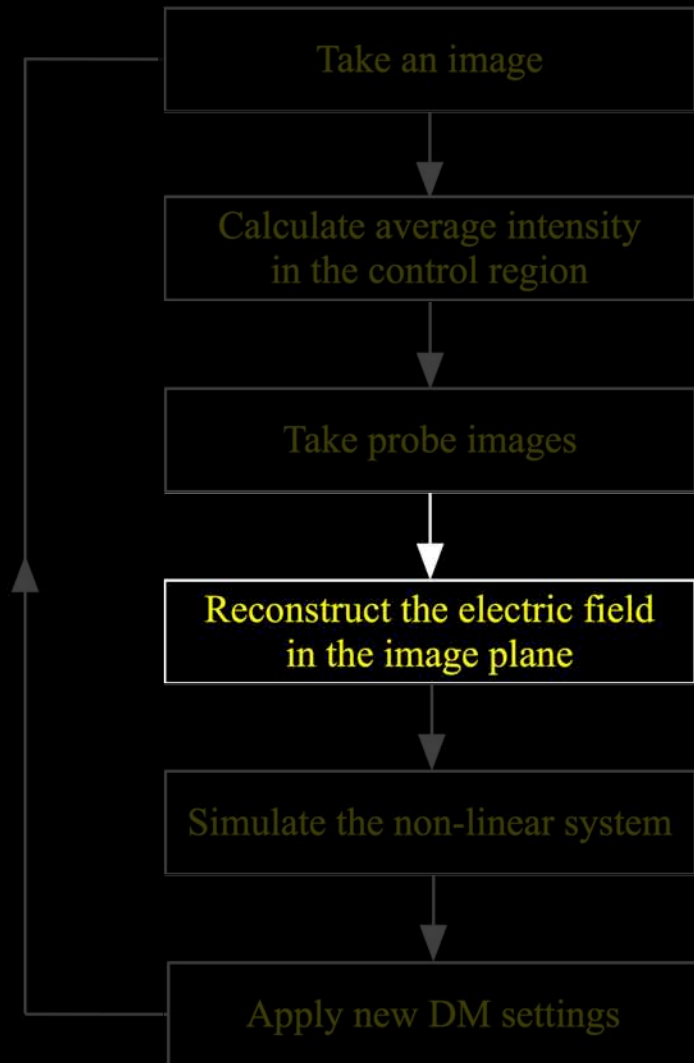 Take an image
Calculate average intensity
in the control region
Take probe images
Reconstruct the electric field
in the image plane
Simulate the non-linear system
Apply new DM settings